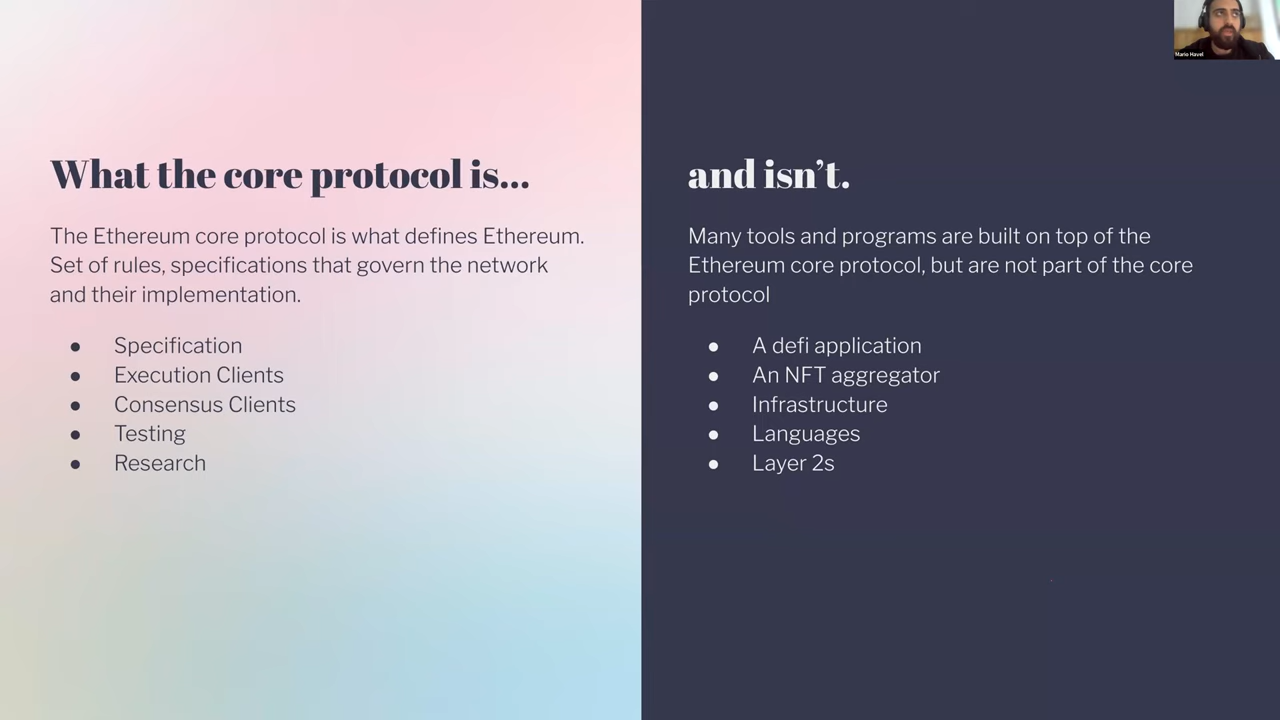 What the core protocol is...
The Ethereum core protocol is what defines Ethereum.
Set of rules, specifications that govern the network
and their implementation.
● Specification
● Execution Clients
● Consensus Clients
● Testing
● Research
and isn’t.
Many tools and programs are built on top of the
Ethereum core protocol, but are not part of the core
protocol
● A defi application
● An NFT aggregator
● Infrastructure
● Languages
● Layer 2s
Mario Havel